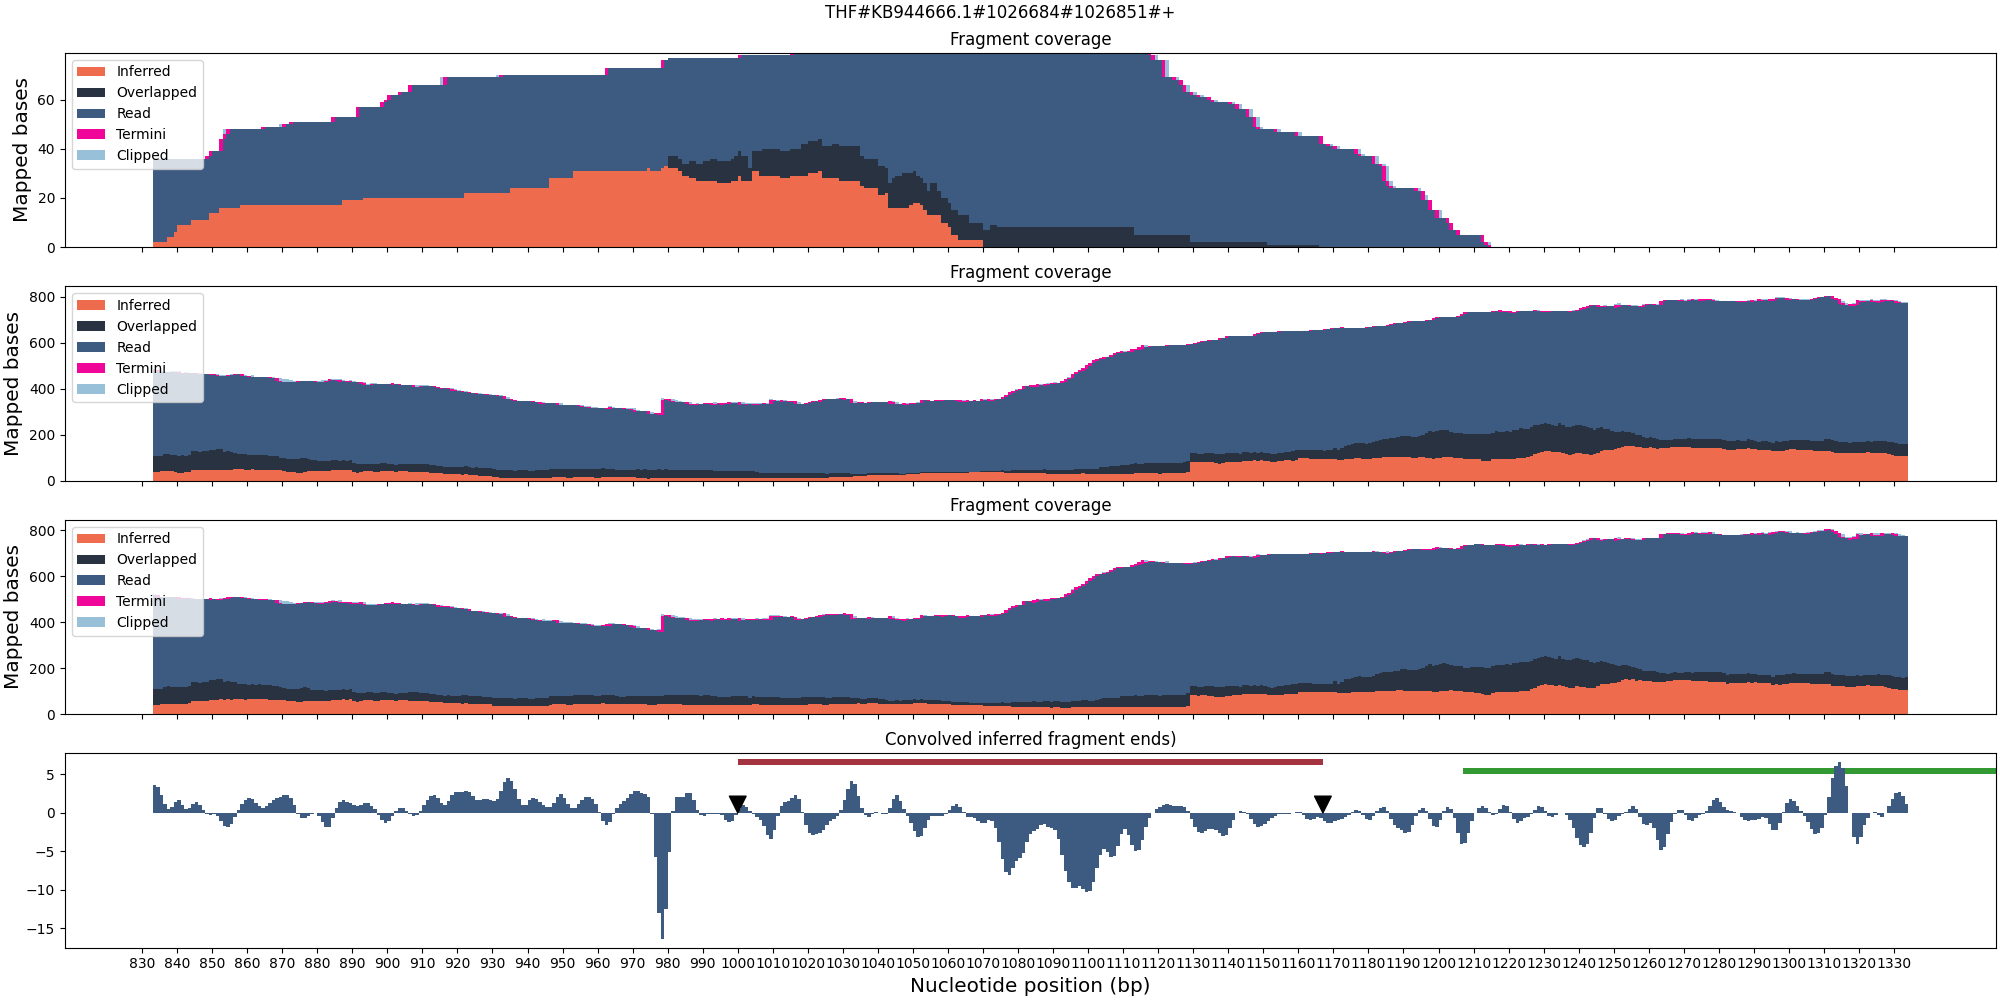 THF#KB944666.1#1026684#1026851#+
Fragment coverage
Mapped bases
60
40
20
0
Inferred
Overlapped
Read
Termini
Clipped
Fragment coverage
Mapped bases
800
600
400
200
0
Inferred
Overlapped
Read
Termini
Clipped
Fragment coverage
Mapped bases
800
600
400
200
0
Inferred
Overlapped
Read
Termini
Clipped
Convolved inferred fragment ends)
5
0
−5
−10
−15
830 840 850 860 870 880 890 900 910 920 930 940 950 960 970 980 990 1000 1010 1020 1030 1040 1050 1060 1070 1080 1090 1100 1110 1120 1130 1140 1150 1160 1170 1180 1190 1200 1210 1220 1230 1240 1250 1260 1270 1280 1290 1300 1310 1320 1330
Nucleotide position (bp)